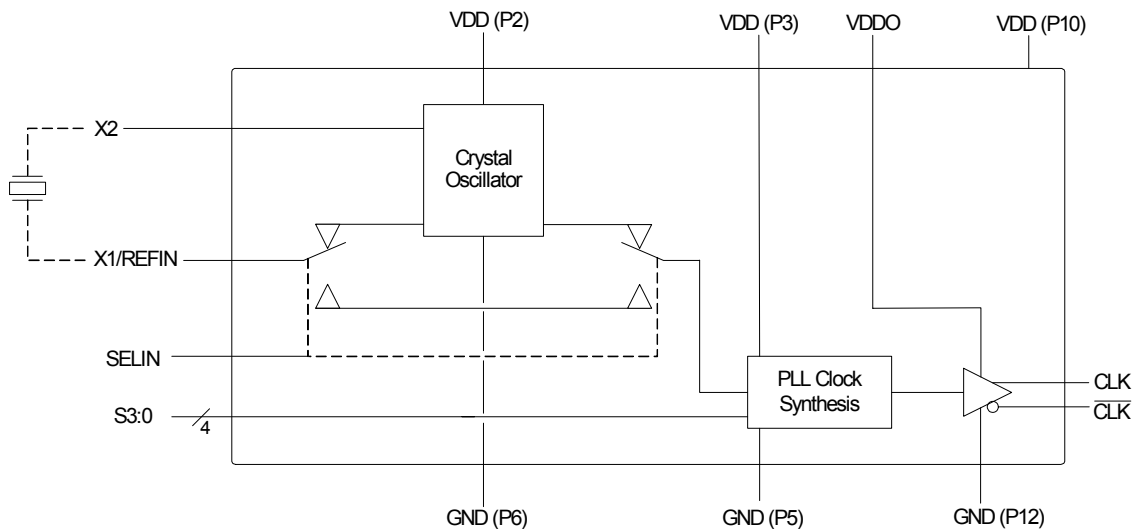 VDD (P2)
VDD (P3)
VDDO
VDD (P10)
X2
Crystal
Oscillator
X1/REFIN
SELIN
PLL Clock
Synthesis
CLK
CLK
S3:0
4
GND (P6)
GND (P5)
GND (P12)